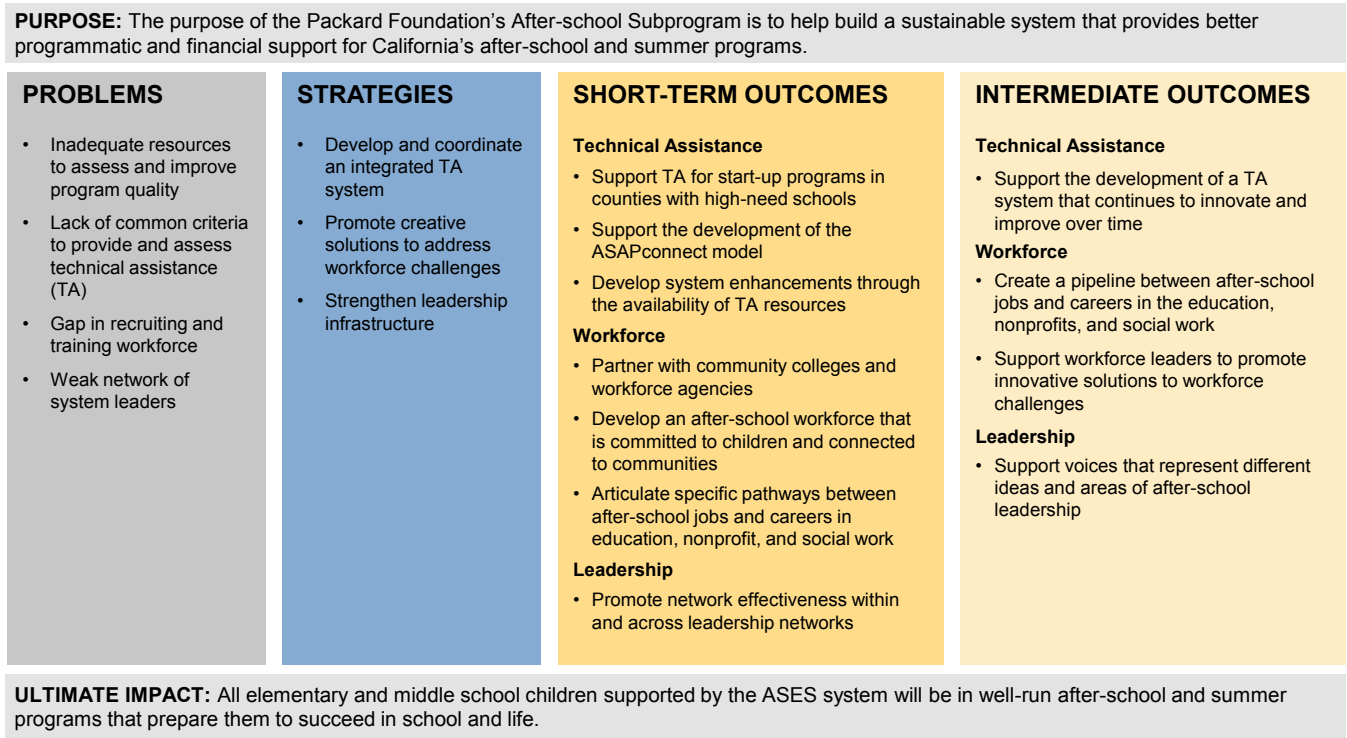 PURPOSE: The purpose of the Packard Foundation's After-school Subprogram is to help build a sustainable system that provides better
programmatic and financial support for California's after-school and summer programs.
PROBLEMS
• Inadequate resources
to assess and improve
program quality
• Lack of common criteria
to provide and assess
technical assistance
(TA)
• Gap in recruiting and
training workforce
• Weak network of
system leaders
STRATEGIES
• Develop and coordinate
an integrated TA
system
• Promote creative
solutions to address
workforce challenges
• Strengthen leadership
infrastructure
SHORT-TERM OUTCOMES
Technical Assistance
• Support TA for start-up programs in
counties with high-need schools
• Support the development of the
ASAPconnect model
• Develop system enhancements through
the availability of TA resources
Workforce
• Partner with community colleges and
workforce agencies
• Develop an after-school workforce that
is committed to children and connected
to communities
• Articulate specific pathways between
after-school jobs and careers in
education, nonprofit, and social work
Leadership
• Promote network effectiveness within
and across leadership networks
INTERMEDIATE OUTCOMES
Technical Assistance
• Support the development of a TA
system that continues to innovate and
improve over time
Workforce
• Create a pipeline between after-school
jobs and careers in the education,
nonprofits, and social work
• Support workforce leaders to promote
innovative solutions to workforce
challenges
Leadership
• Support voices that represent different
ideas and areas of after-school
leadership
ULTIMATE IMPACT: All elementary and middle school children supported by the ASES system will be in well-run after-school and summer
programs that prepare them to succeed in school and life.